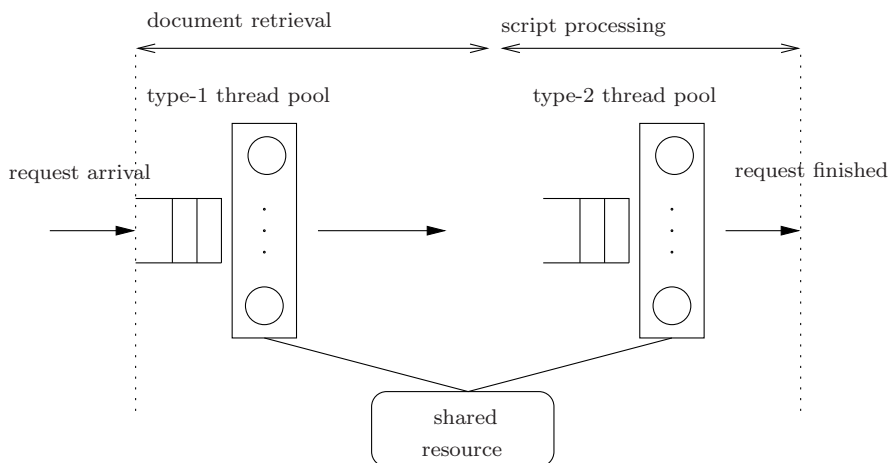 document retrieval
script processing
type-1 thread pool
type-2 thread pool
request arrival
request finished
shared
resource